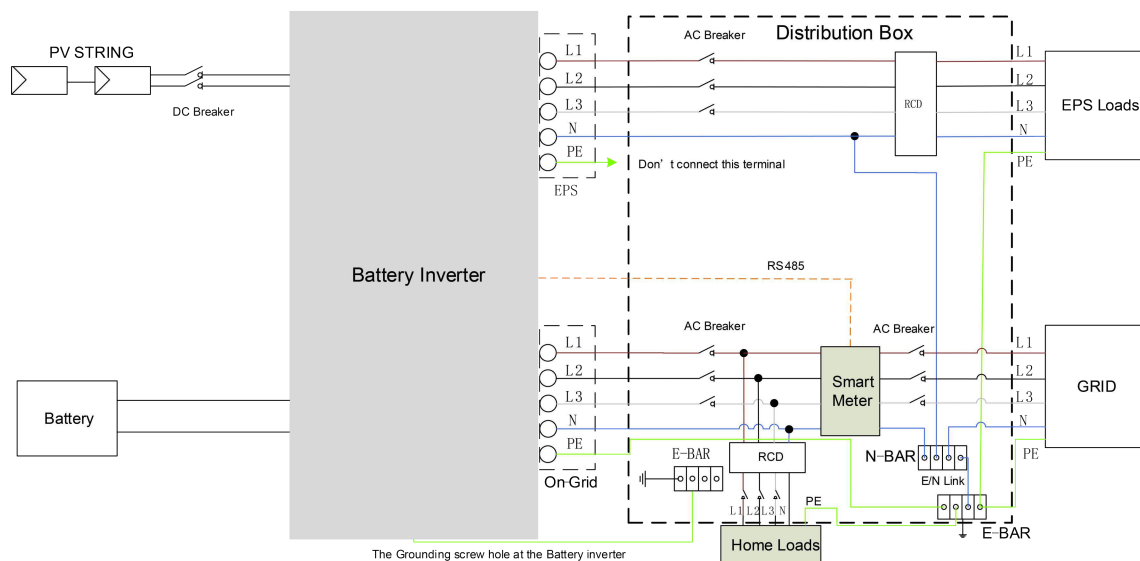 Distribution Box
PV STRING
DC Breaker
L1
L2
L3
N
PE
EPS
AC Breaker
RCD
L1
L2
L3
N
PE
EPS Loads
Don't connect this terminal
Battery Inverter
RS485
Battery
L1
L2
L3
N
PE
On-Grid
AC Breaker
AC Breaker
Smart
Meter
L1
L2
L3
N
PE
GRID
RCD
E-BAR
N-BAR
E/N Link
L1 L2 L3 N
PE
Home Loads
E-BAR
The Grounding screw hole at the Battery inverter